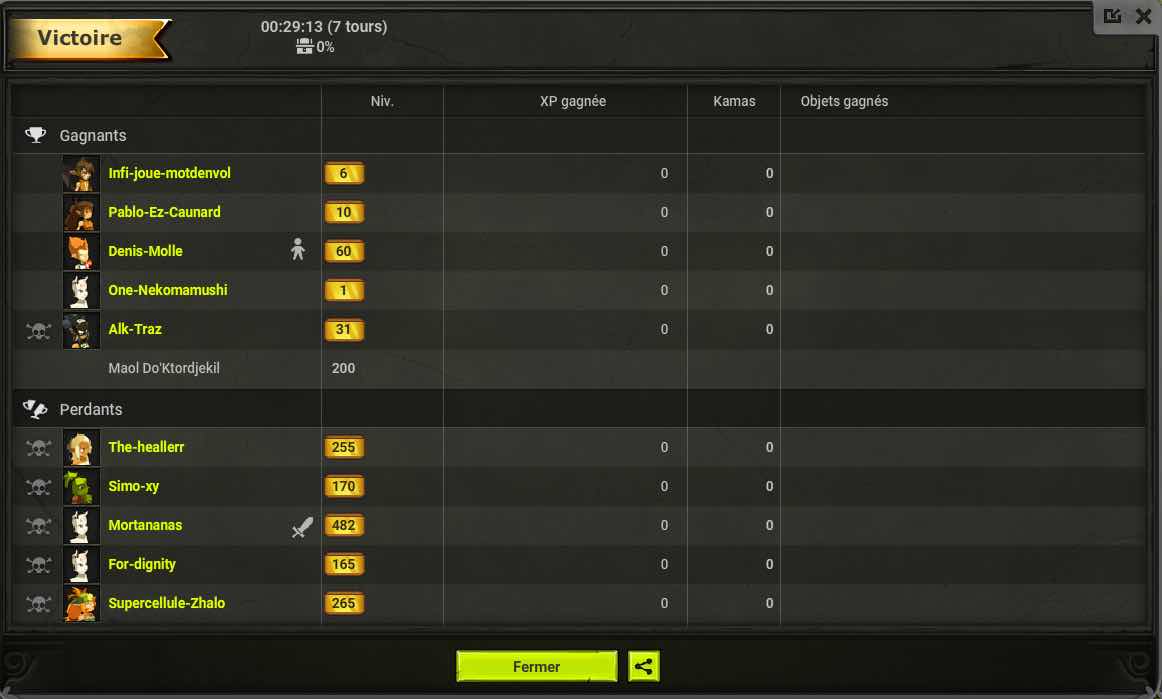 Victoire
00:29:13 (7 tours)
0%
Niv. XP gagnée Kamas Objets gagnés
Gagnants
Infi-joue-motdenvol 6 0 0
Pablo-Ez-Caunard 10 0 0
Denis-Molle 60 0 0
One-Nekomamushi 1 0 0
Alk-Traz 31 0 0
Maol Do'Ktordjekil 200
Perdants
The-heallerr 255 0 0
Simo-xy 170 0 0
Mortananas 482 0 0
For-dignity 165 0 0
Supercellule-Zhalo 265 0 0
Fermer